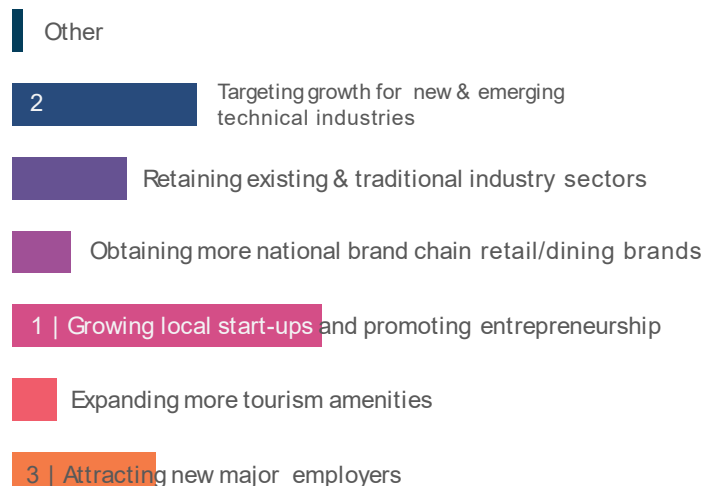 Other
2
Targeting growth for new & emerging
technical industries
Retaining existing & traditional industry sectors
Obtaining more national brand chain retail/dining brands
1 | Growing local start-ups and promoting entrepreneurship
Expanding more tourism amenities
3 | Attracting new major employers